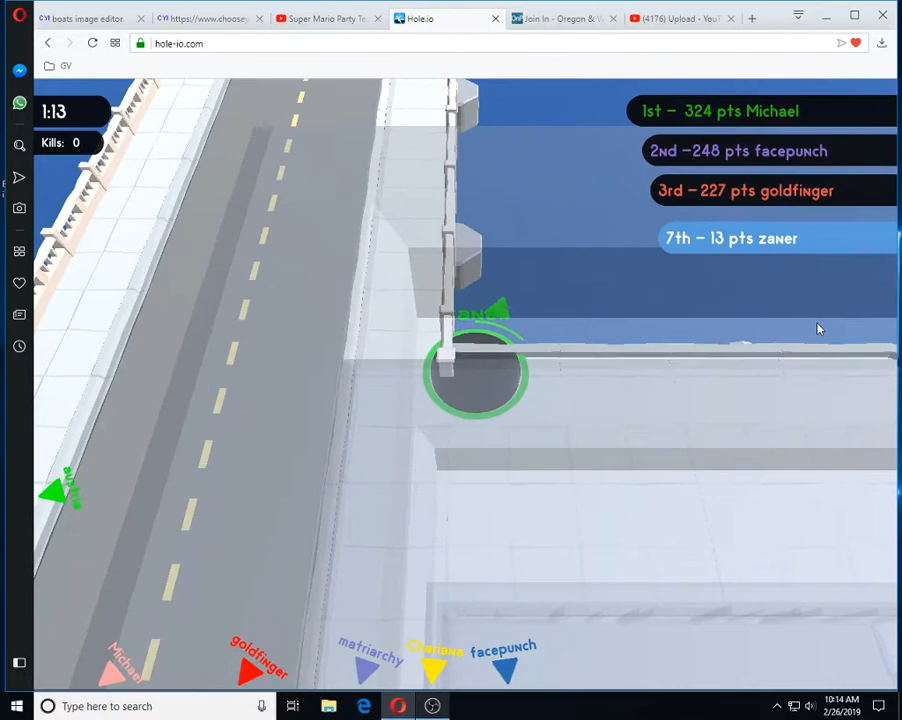 boats image editor
https://www.choosey
Super Mario Party Te
Hole.io
Join In - Oregon & W
(4176) Upload - YouT
hole-io.com
GV
1:13
Kills: 0
1st - 324 pts Michael
2nd -248 pts facepunch
3rd - 227 pts goldfinger
7th - 13 pts zaner
austria
Michael
goldfinger
matriarchy
facepunch
Type here to search
10:14 AM
2/26/2019